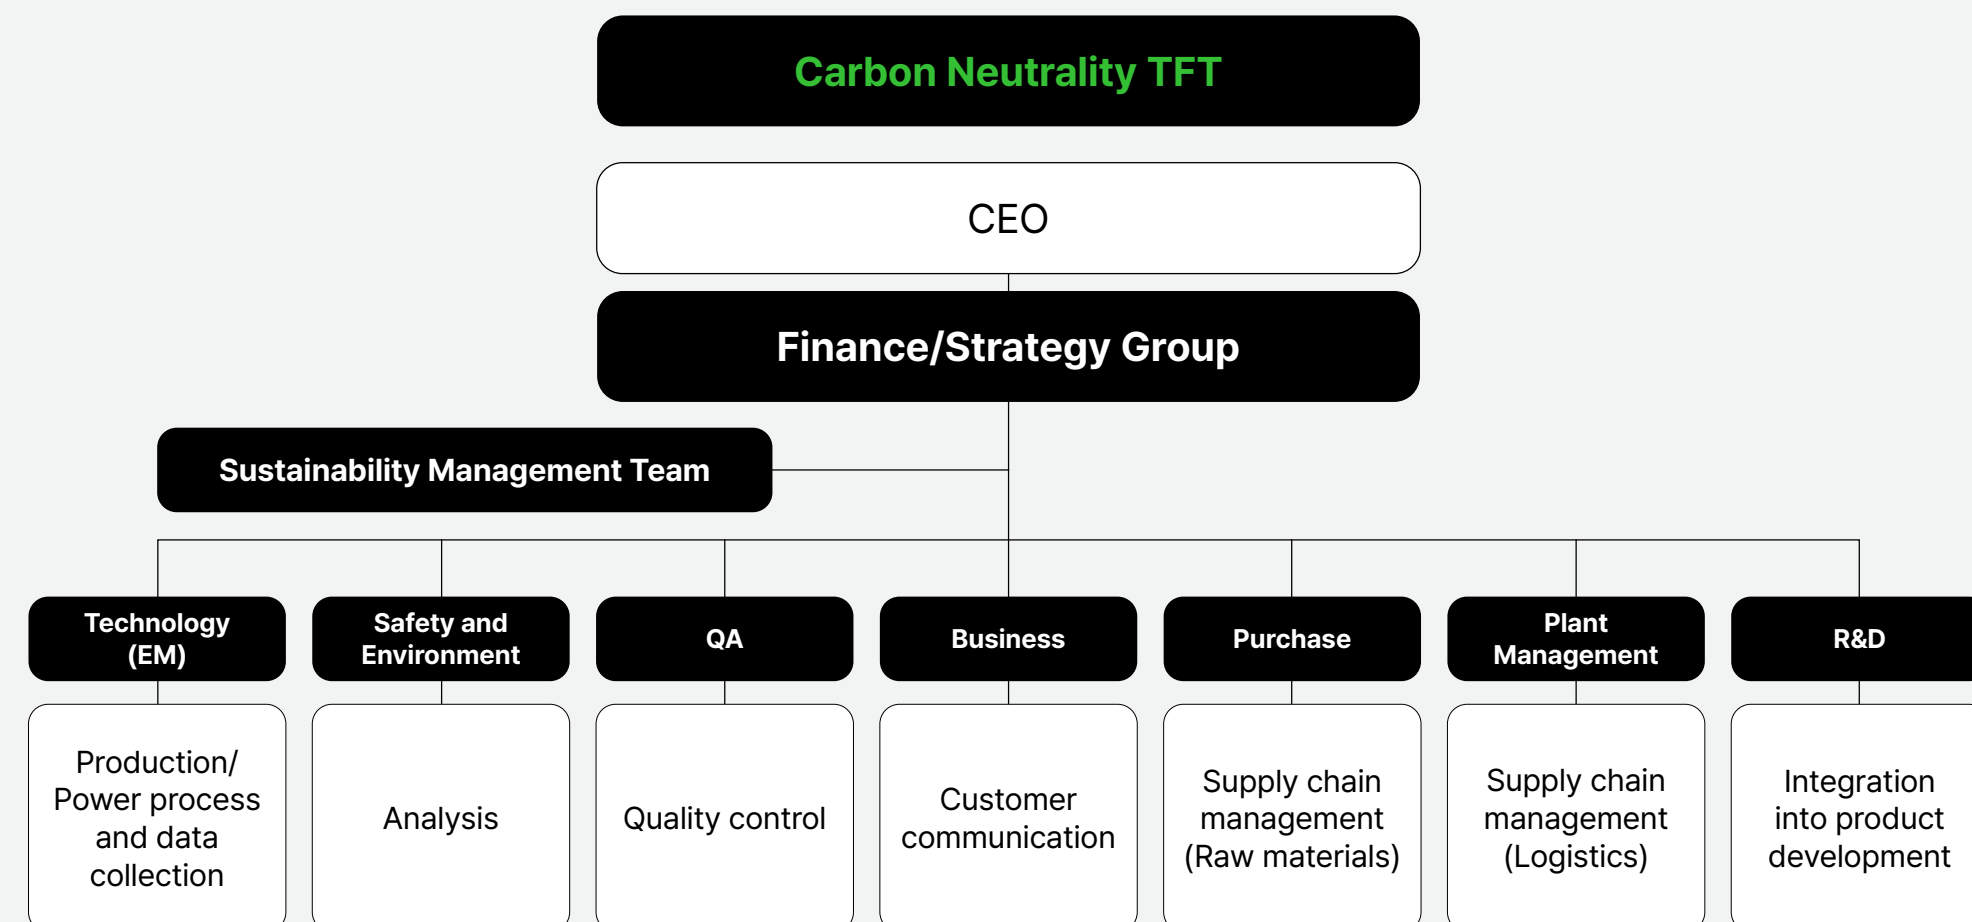 Carbon Neutrality TFT
CEO
Finance/Strategy Group
Sustainability Management Team
Technology
(EM)
Safety and
Environment
QA
Business
Purchase
Plant
Management
R&D
Production/
Power process
and data
collection
Analysis
Quality control
Customer
communication
Supply chain
management
(Raw materials)
Supply chain
management
(Logistics)
Integration
into product
development